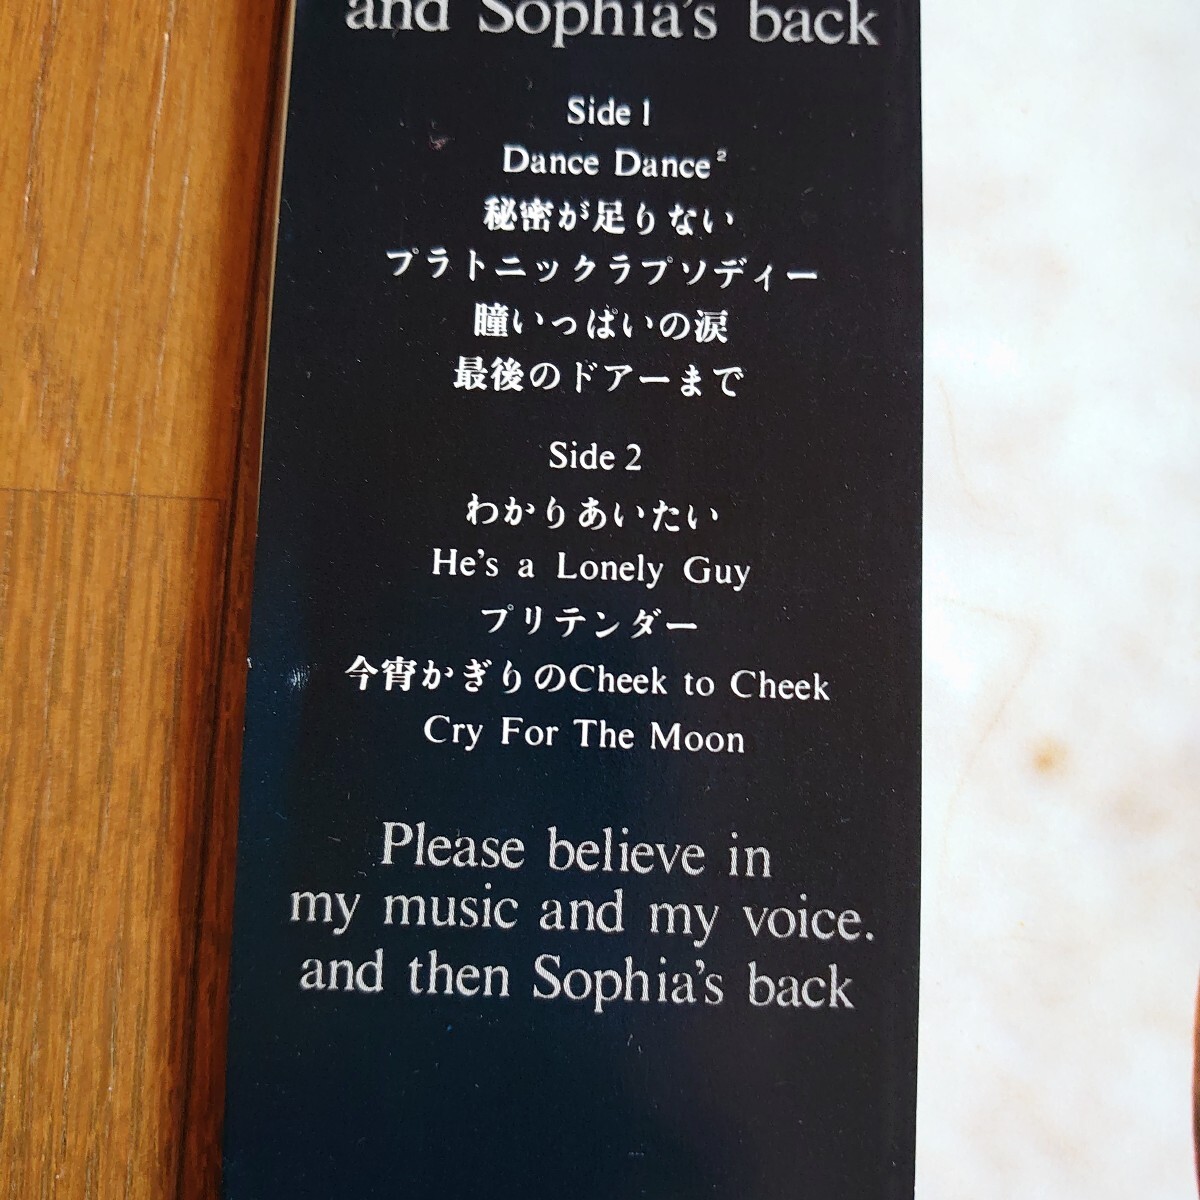 and Sophia's back
Side 1
Dance Dance²
秘密が足りない
プラトニックラプソディー
瞳いっぱいの涙
最後のドアーまで
Side 2
わかりあいたい
He's a Lonely Guy
プリテンダー
今宵かぎりのCheek to Cheek
Cry For The Moon
Please believe in
my music and my voice.
and then Sophia's back